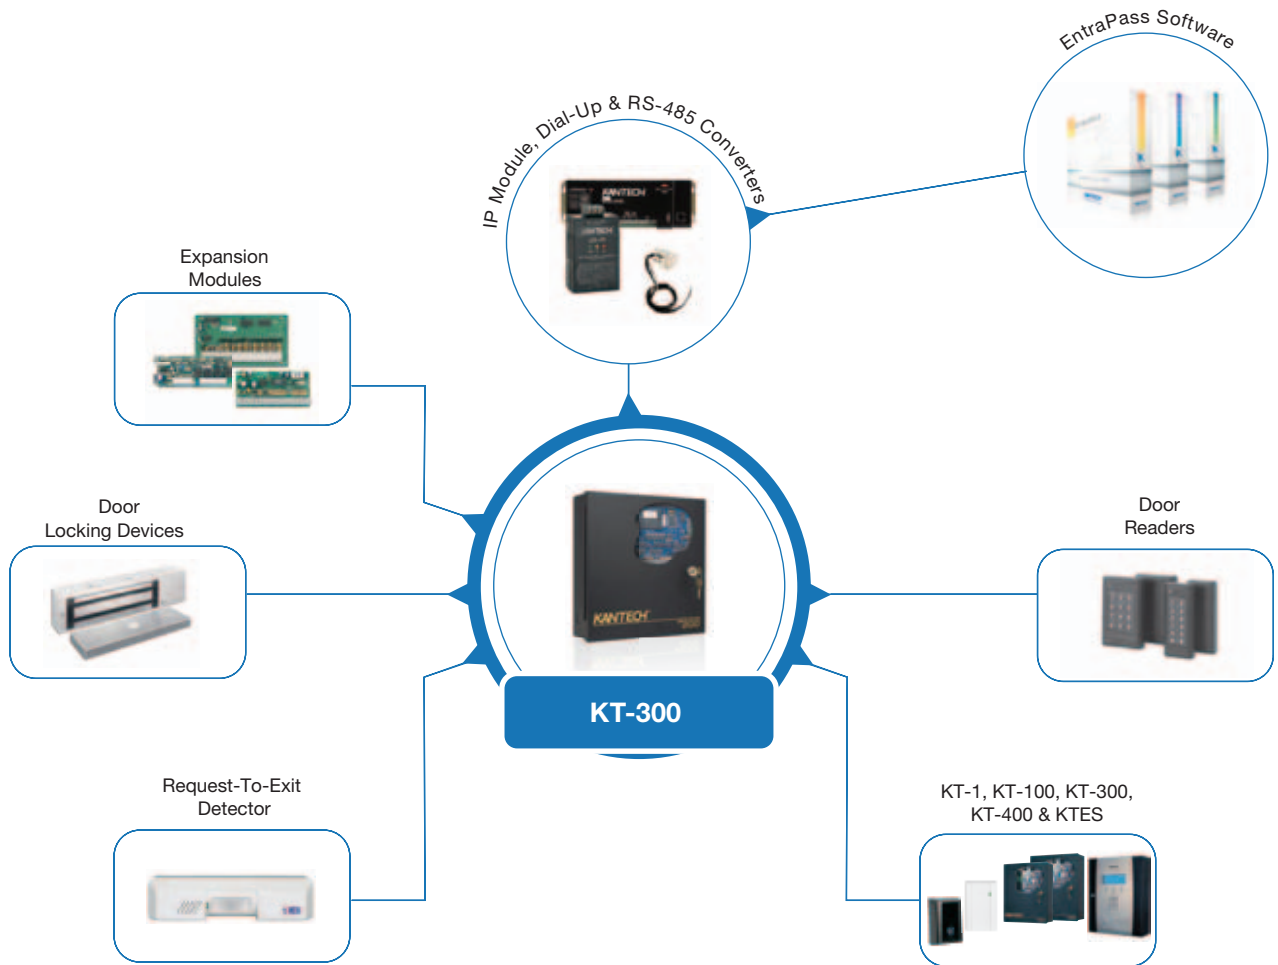 EntraPass Software
IP Module, Dial-Up & RS-485 Converters
KANTECH
Expansion
Modules
Door
Locking Devices
KANTECH
Door
Readers
KT-300
Request-To-Exit
Detector
KT-1, KT-100, KT-300,
KT-400 & KTES